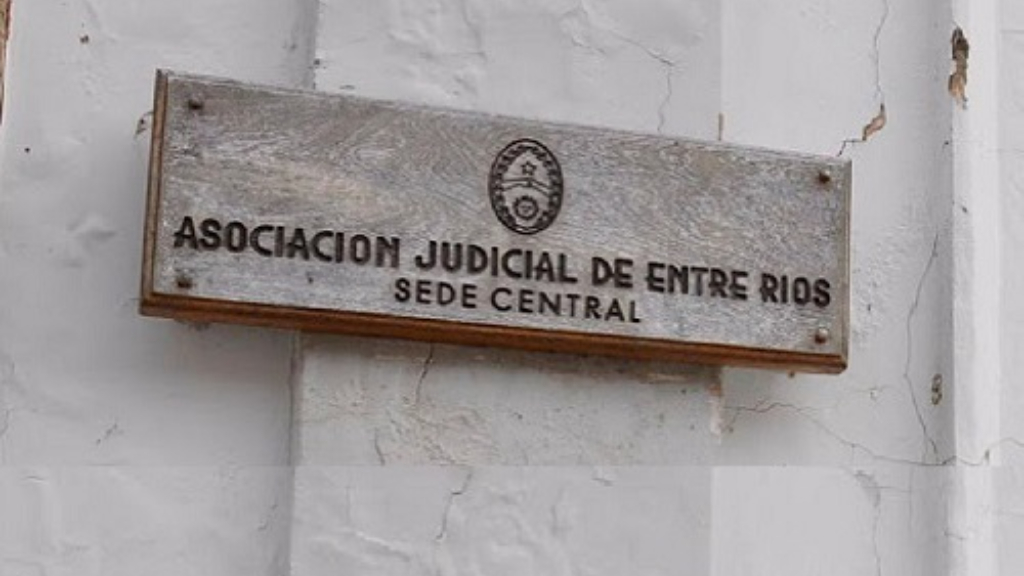 ASOCIACION JUDICIAL DE ENTRE RIOS
SEDE CENTRAL